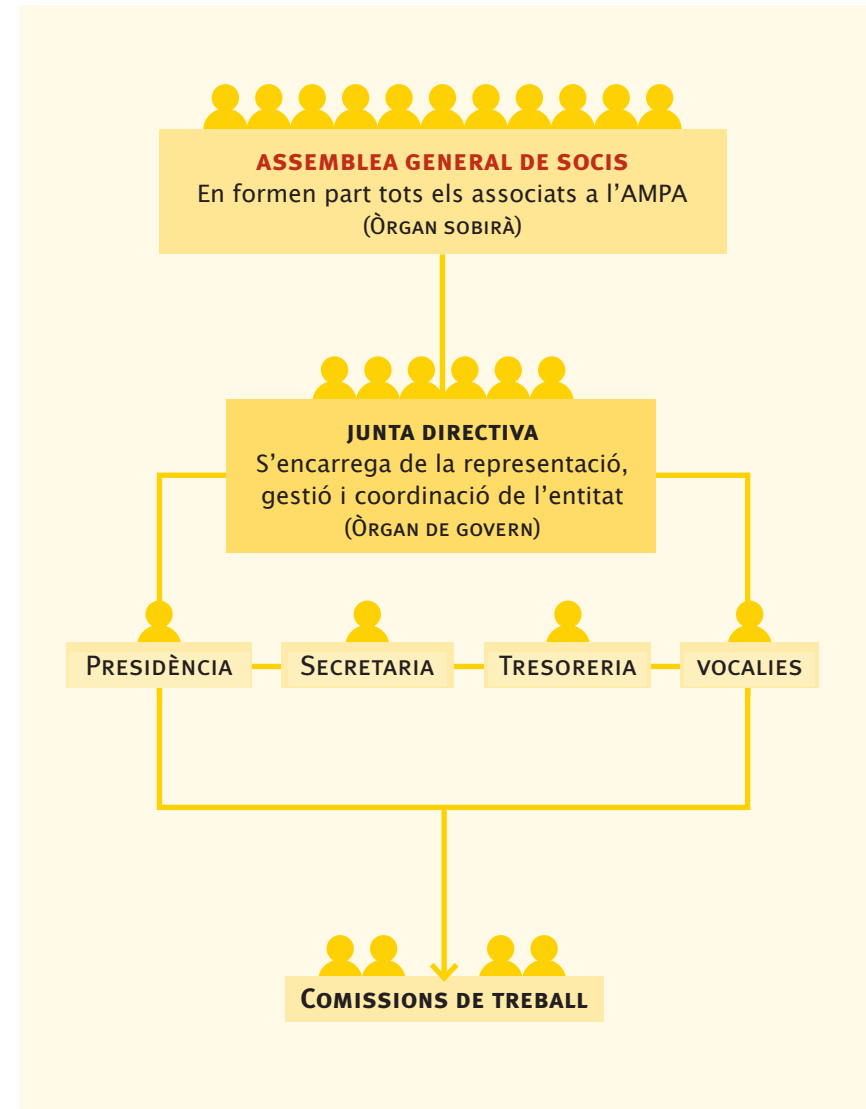 ASSEMBLEA GENERAL DE SOCIS
En formen part tots els associats a l'AMPA
(Òrgan sobirà)
JUNTA DIRECTIVA
S'encarrega de la representació,
gestió i coordinació de l'entitat
(Òrgan de govern)
Presidència
Secretaria
Tresoreria
vocalies
Comissions de treball